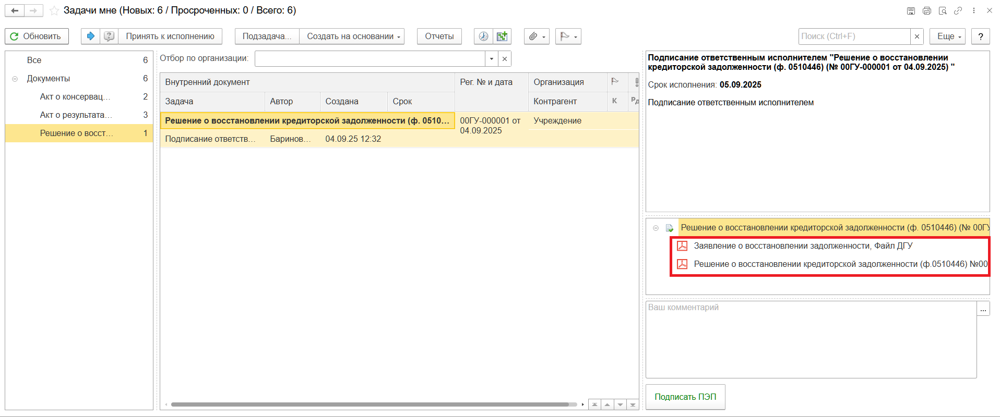 Задачи мне (Новых: 6 / Просроченных: 0 / Всего: 6)
Обновить
Принять к исполнению
Подзадача...
Создать на основании
Отчеты
Поиск (Ctrl+F)
Еще
?
Все 6
Документы 6
Акт о консервац... 2
Акт о результата... 3
Решение о восст... 1
Отбор по организации:
Внутренний документ Рег. № и дата Организация
Задача Автор Создана Срок Контрагент К Рд
Решение о восстановлении кредиторской задолженности (ф. 0510... 00ГУ-000001 от Учреждение
04.09.2025
Подписание ответств... Баринов... 04.09.25 12:32
Подписание ответственным исполнителем "Решение о восстановлении
кредиторской задолженности (ф. 0510446) (№ 00ГУ-000001 от 04.09.2025) "
Срок исполнения: 05.09.2025
Подписание ответственным исполнителем
Решение о восстановлении кредиторской задолженности (ф. 0510446) (№ 00ГУ
Заявление о восстановлении задолженности, Файл ДГУ
Решение о восстановлении кредиторской задолженности (ф.0510446) №00
Ваш комментарий
...
Подписать ПЭП